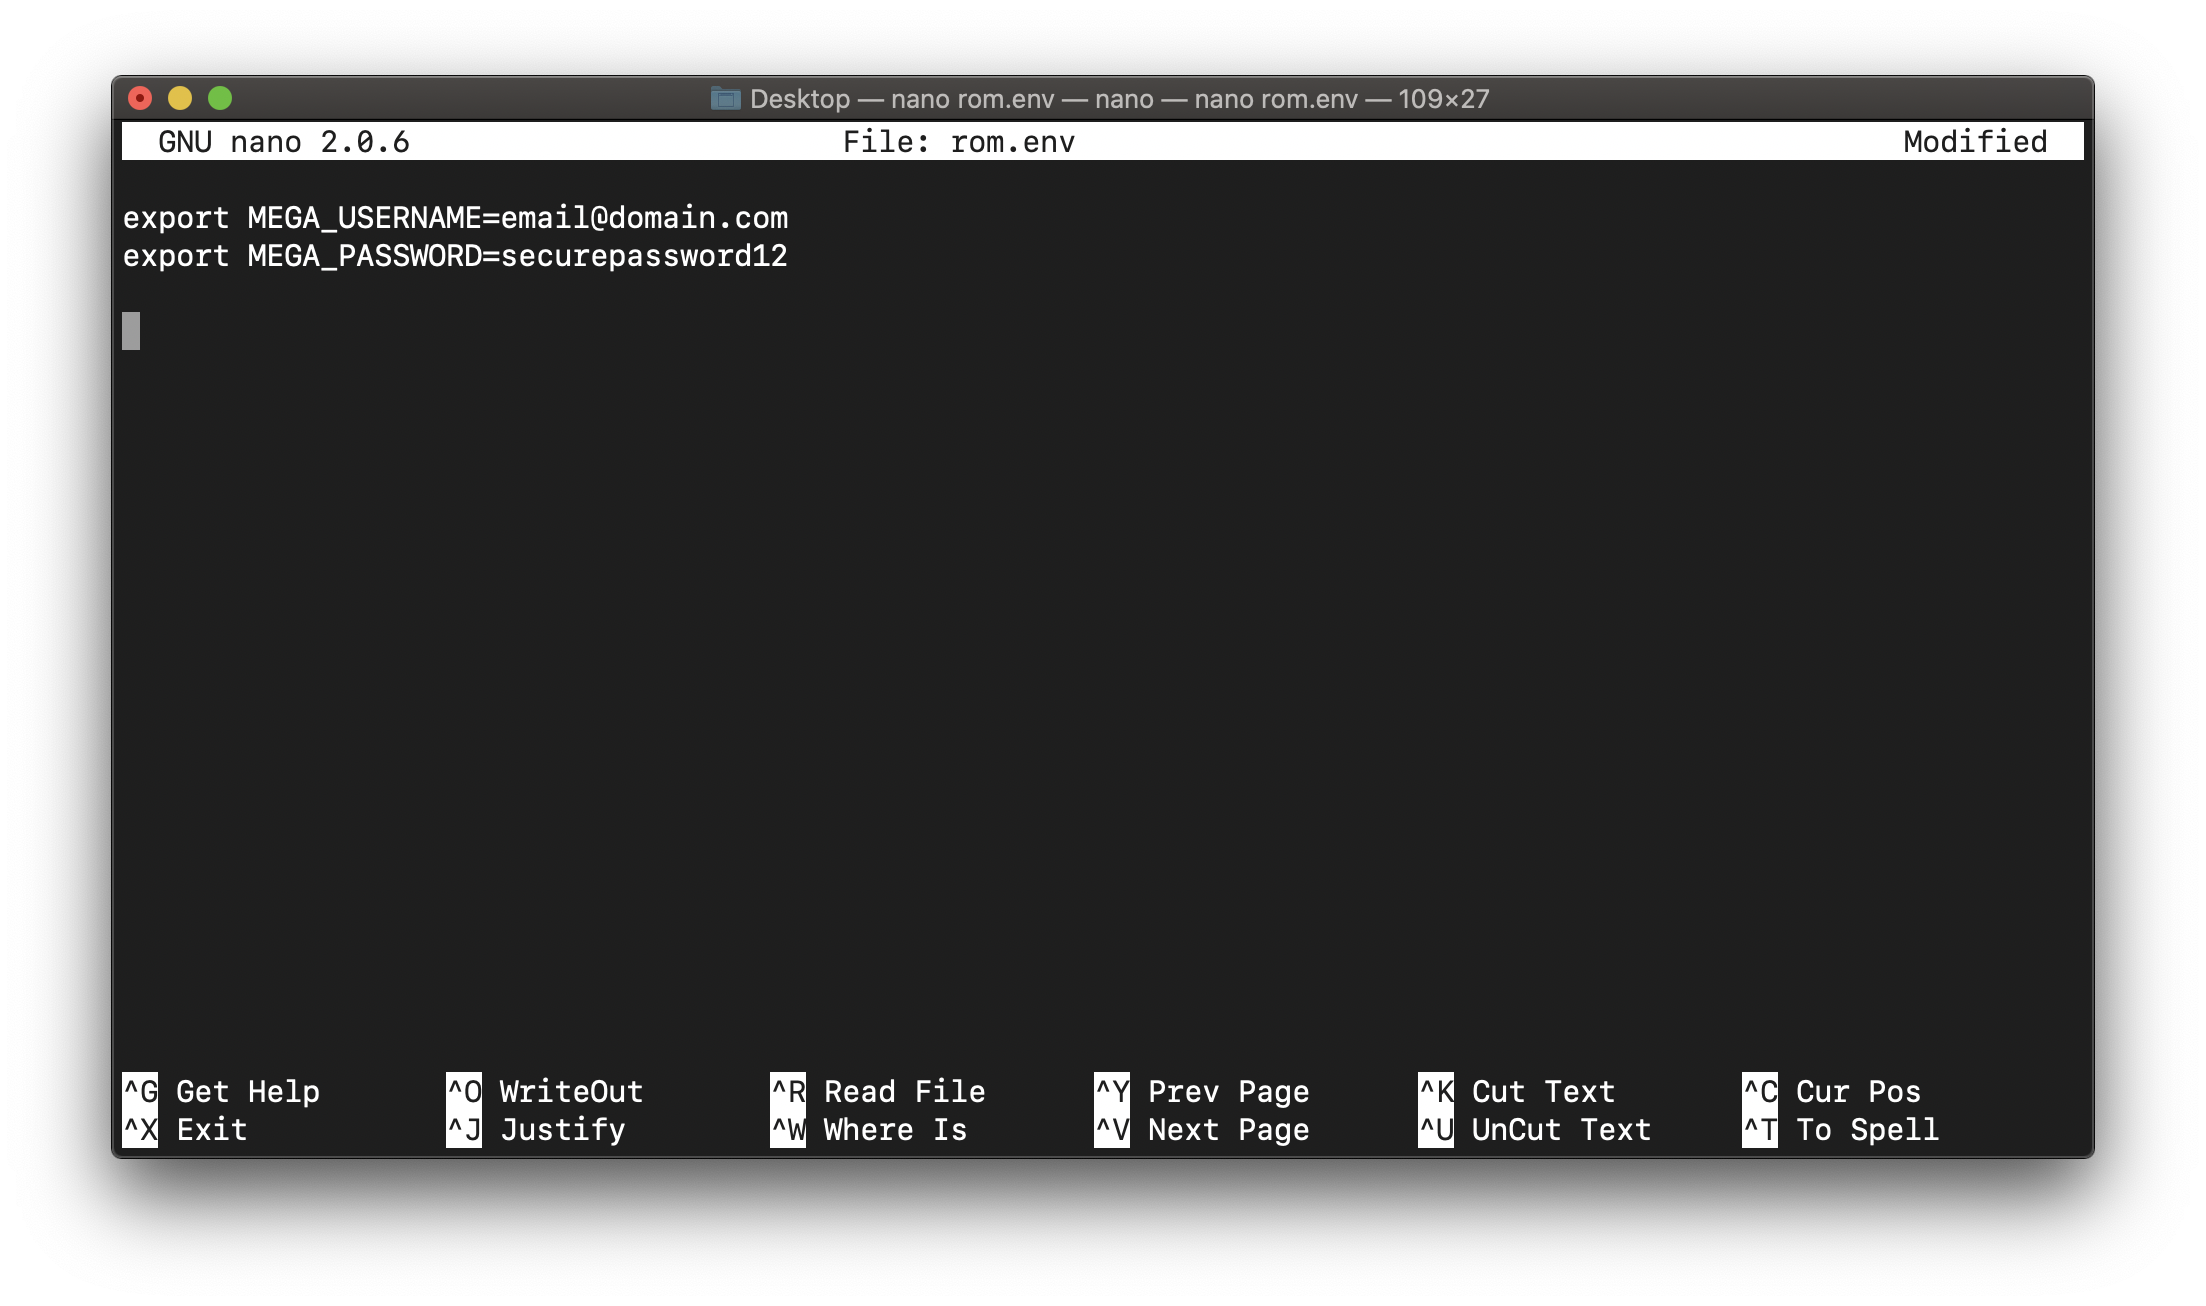 Desktop — nano rom.env — nano — nano rom.env — 109×27
GNU nano 2.0.6 File: rom.env Modified
export MEGA_USERNAME=email@domain.com
export MEGA_PASSWORD=securepassword12
^G Get Help ^O WriteOut ^R Read File ^Y Prev Page ^K Cut Text ^C Cur Pos
^X Exit ^J Justify ^W Where Is ^V Next Page ^U UnCut Text ^T To Spell